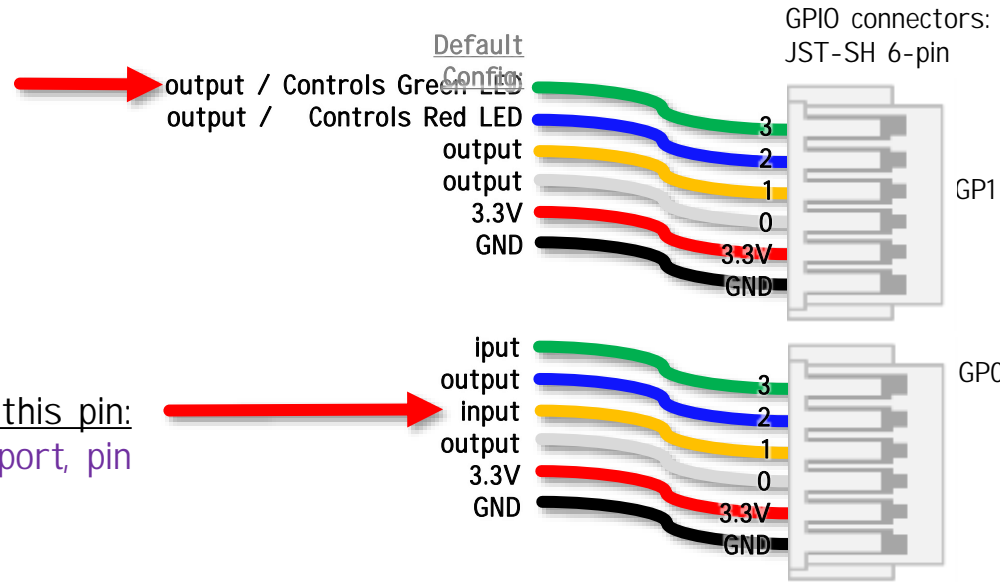 GPIO connectors:
JST-SH 6-pin
Default
Config:
output / Controls Green LED
output / Controls Red LED
output
output
3.3V
GND
3
2
1
0
3.3V
GND
GP1
iput
output
input
output
3.3V
GND
3
2
1
0
3.3V
GND
GP0
this pin:
port, pin